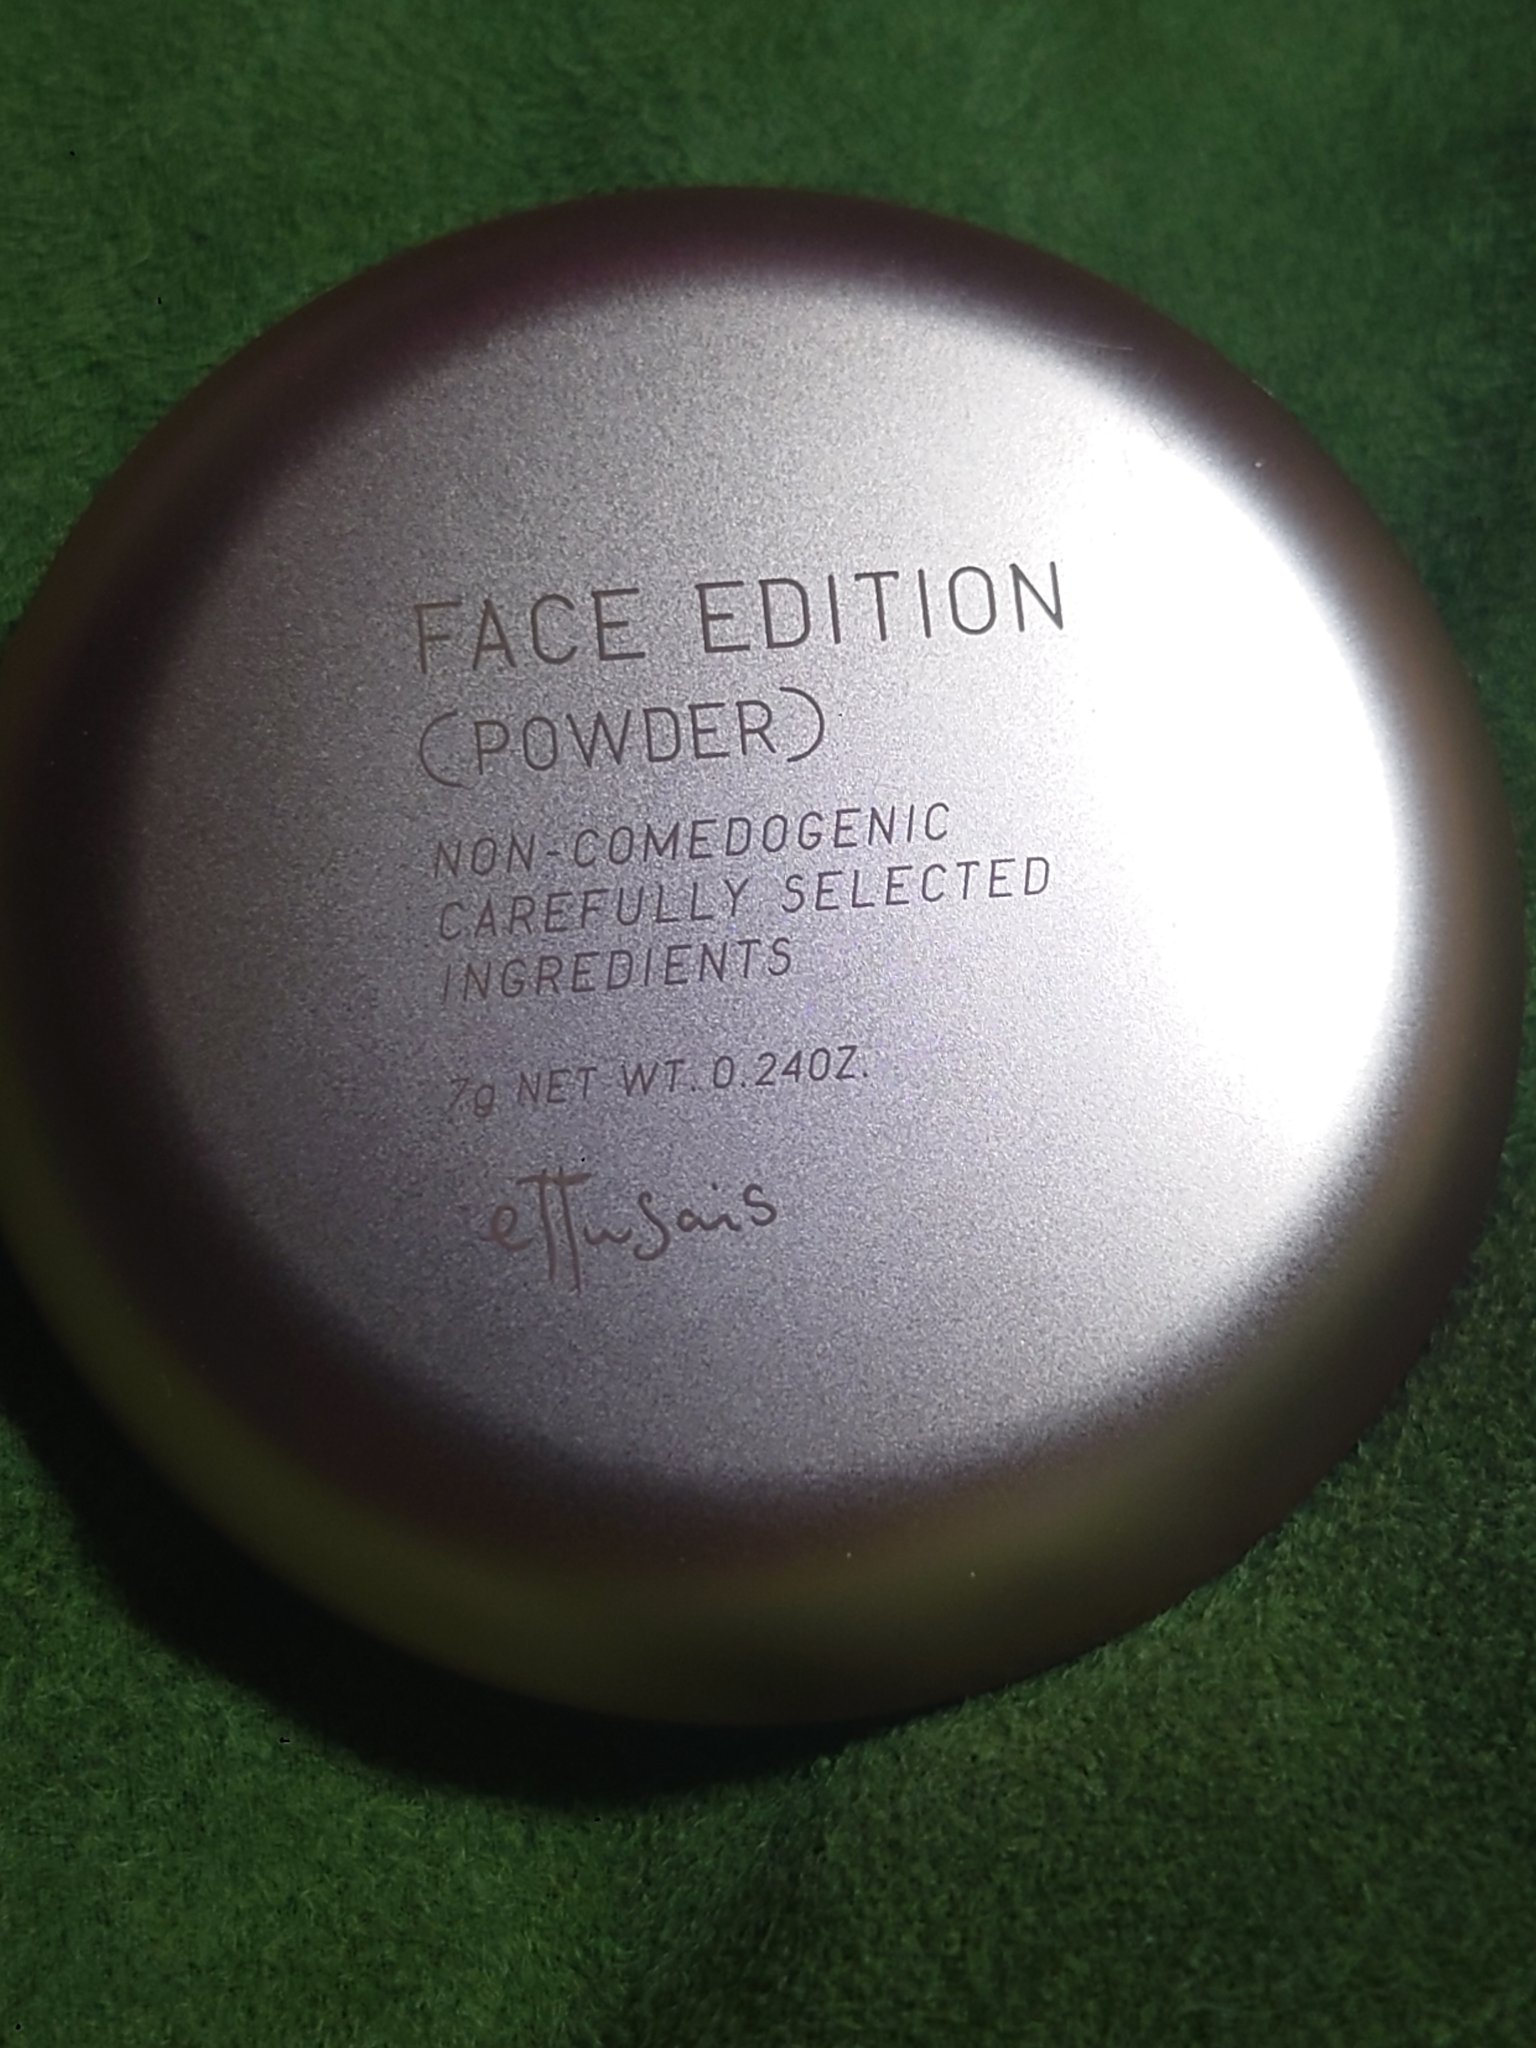 FACE EDITION
(POWDER)
NON-COMEDOGENIC
CAREFULLY SELECTED
INGREDIENTS
7g NET WT. 0.24OZ.
ettusais